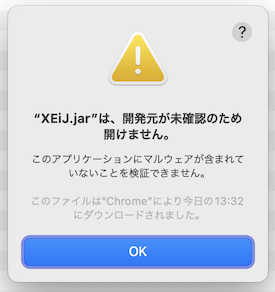 ?
“XEiJ.jar”は、開発元が未確認のため
開けません。
このアプリケーションにマルウェアが含まれて
いないことを検証できません。
このファイルは“Chrome”により今日の13:32
にダウンロードされました。
OK